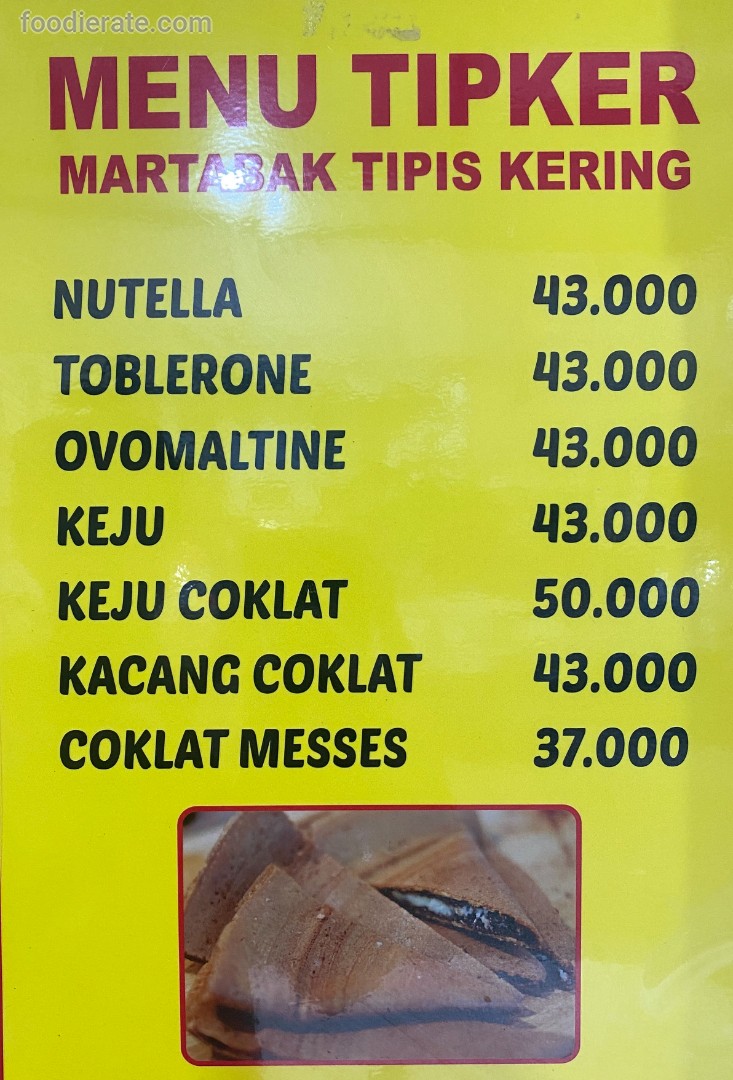 foodierate.com
MENU TIPKER
MARTABAK TIPIS KERING
NUTELLA 43.000
TOBLERONE 43.000
OVOMALTINE 43.000
KEJU 43.000
KEJU COKLAT 50.000
KACANG COKLAT 43.000
COKLAT MESSES 37.000